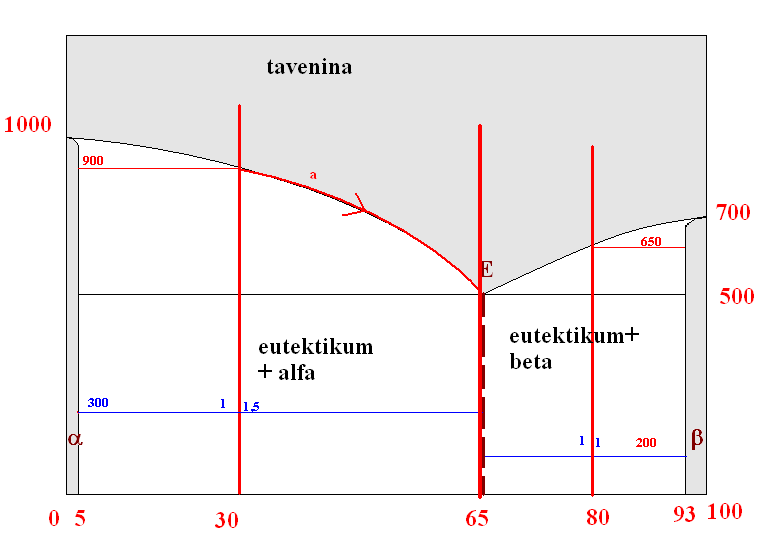 tavenina
1000
900
a
700
650
E
500
eutektikum+
beta
eutektikum
+ alfa
300
1
1,5
α
1
1
200
β
0
5
30
65
80
93
100